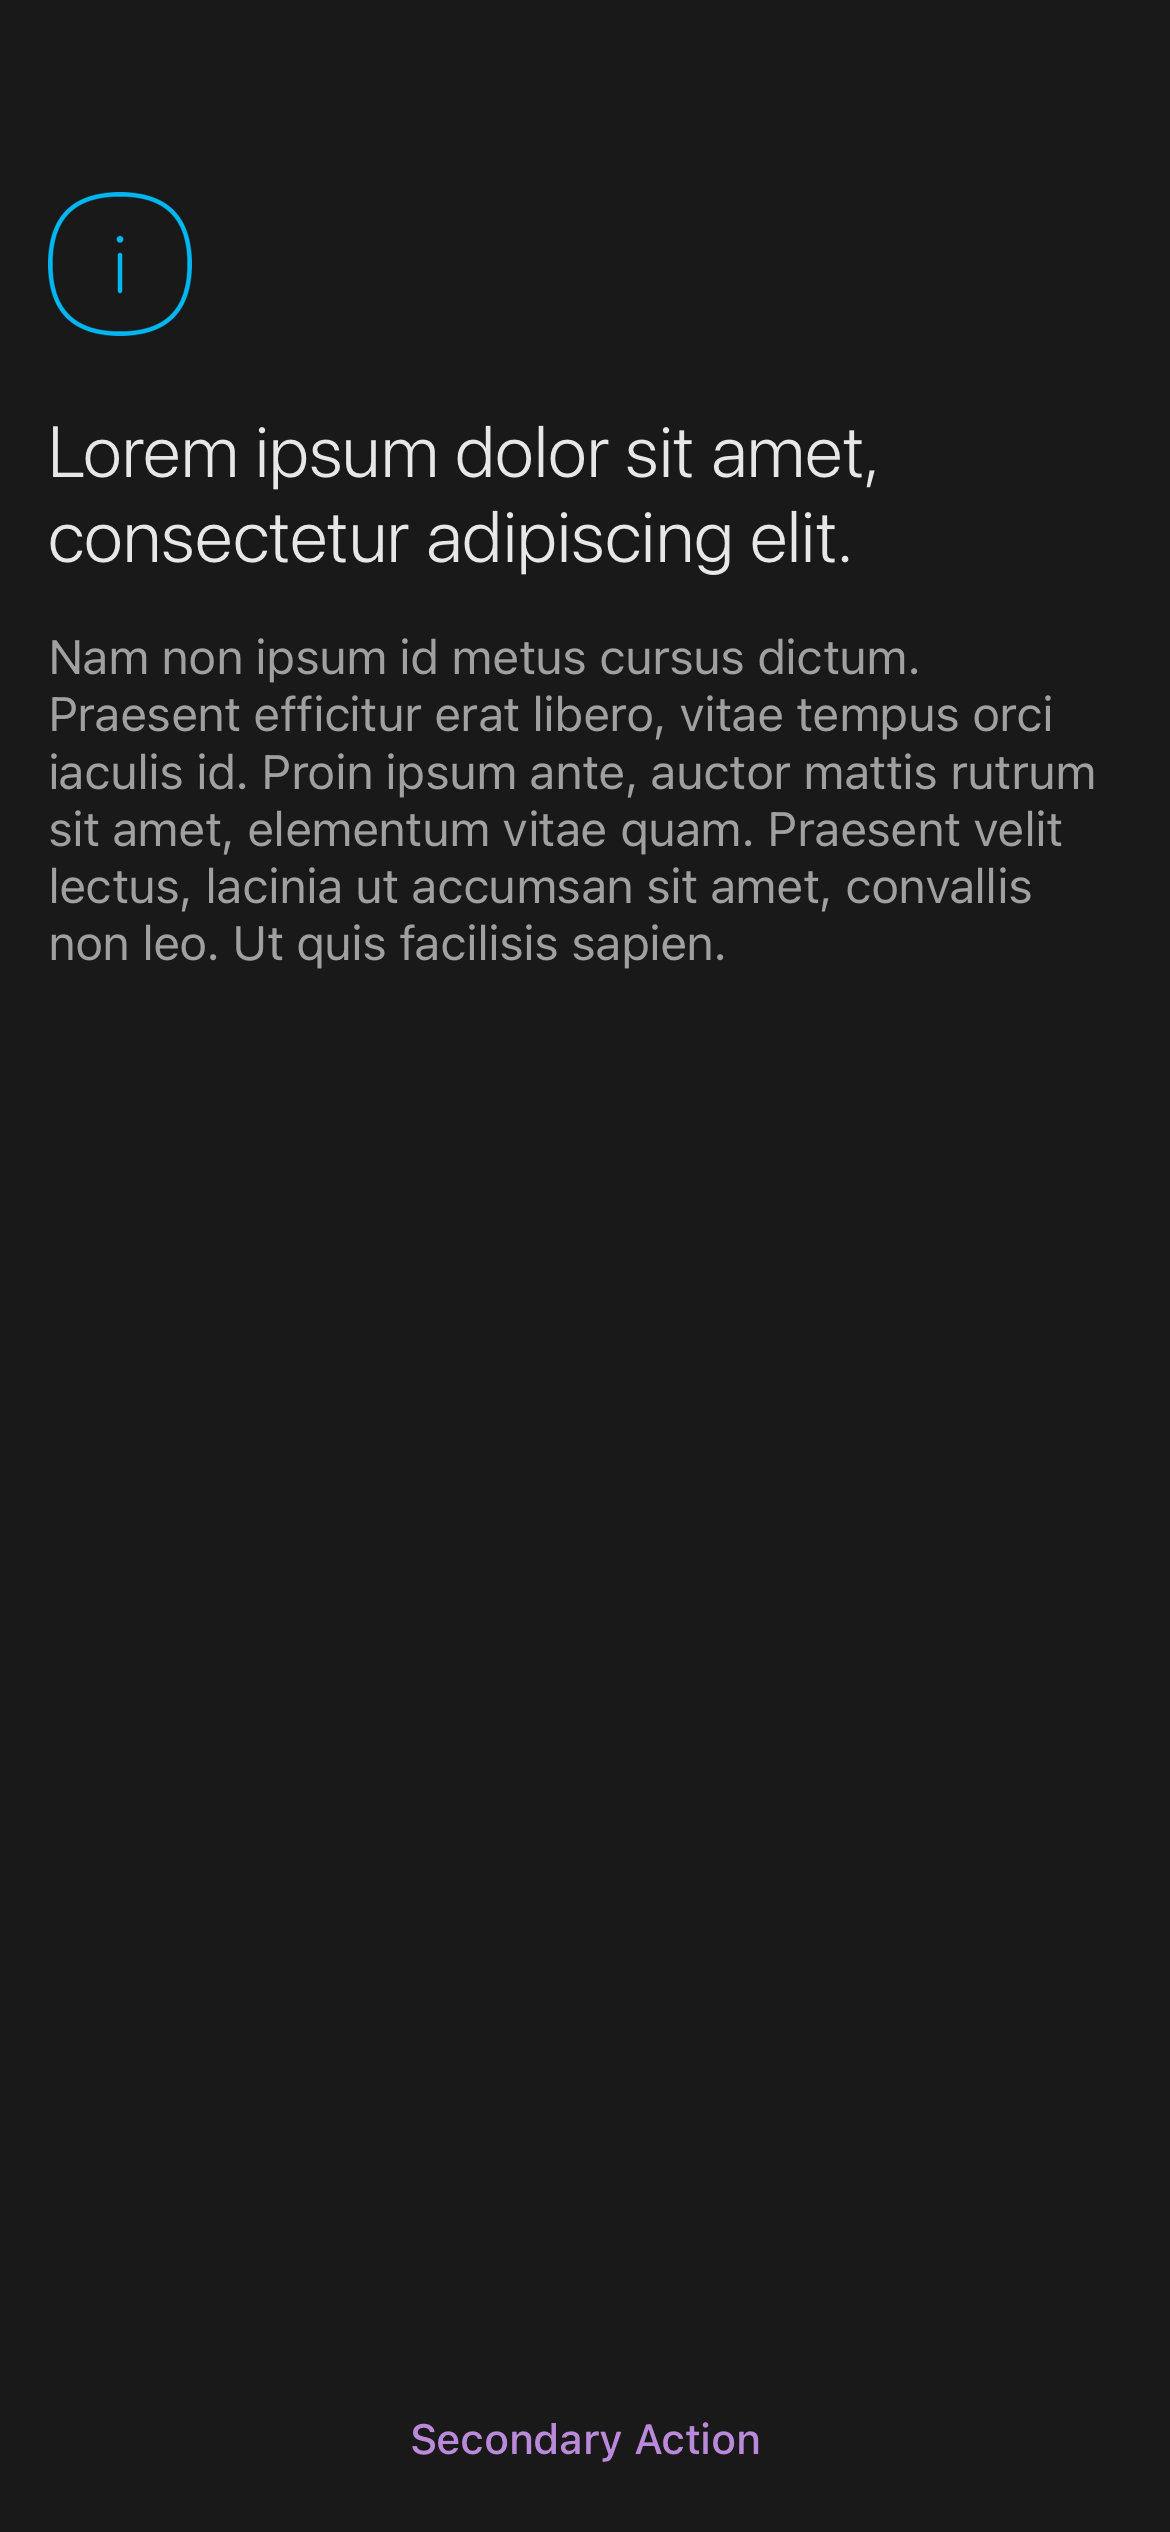 Lorem ipsum dolor sit amet,
consectetur adipiscing elit.
Nam non ipsum id metus cursus dictum.
Praesent efficitur erat libero, vitae tempus orci
iaculis id. Proin ipsum ante, auctor mattis rutrum
sit amet, elementum vitae quam. Praesent velit
lectus, lacinia ut accumsan sit amet, convallis
non leo. Ut quis facilisis sapien.
Secondary Action